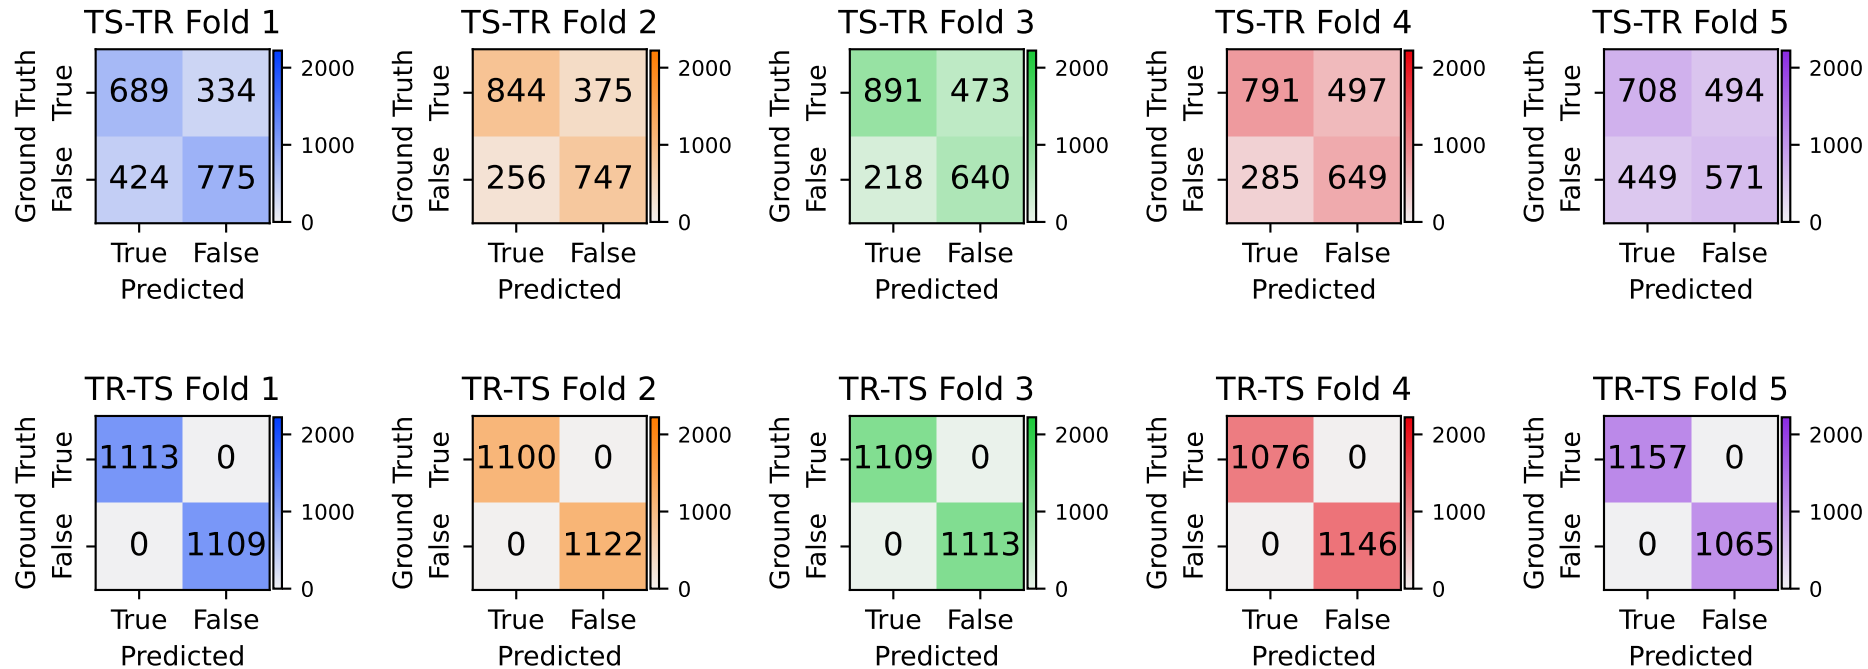 TS-TR Fold 1
Ground Truth
True
False
689 334
424 775
2000
1000
0
True False
Predicted
TS-TR Fold 2
Ground Truth
True
False
844 375
256 747
2000
1000
0
True False
Predicted
TS-TR Fold 3
Ground Truth
True
False
891 473
218 640
2000
1000
0
True False
Predicted
TS-TR Fold 4
Ground Truth
True
False
791 497
285 649
2000
1000
0
True False
Predicted
TS-TR Fold 5
Ground Truth
True
False
708 494
449 571
2000
1000
0
True False
Predicted
TR-TS Fold 1
Ground Truth
True
False
1113 0
0 1109
2000
1000
0
True False
Predicted
TR-TS Fold 2
Ground Truth
True
False
1100 0
0 1122
2000
1000
0
True False
Predicted
TR-TS Fold 3
Ground Truth
True
False
1109 0
0 1113
2000
1000
0
True False
Predicted
TR-TS Fold 4
Ground Truth
True
False
1076 0
0 1146
2000
1000
0
True False
Predicted
TR-TS Fold 5
Ground Truth
True
False
1157 0
0 1065
2000
1000
0
True False
Predicted